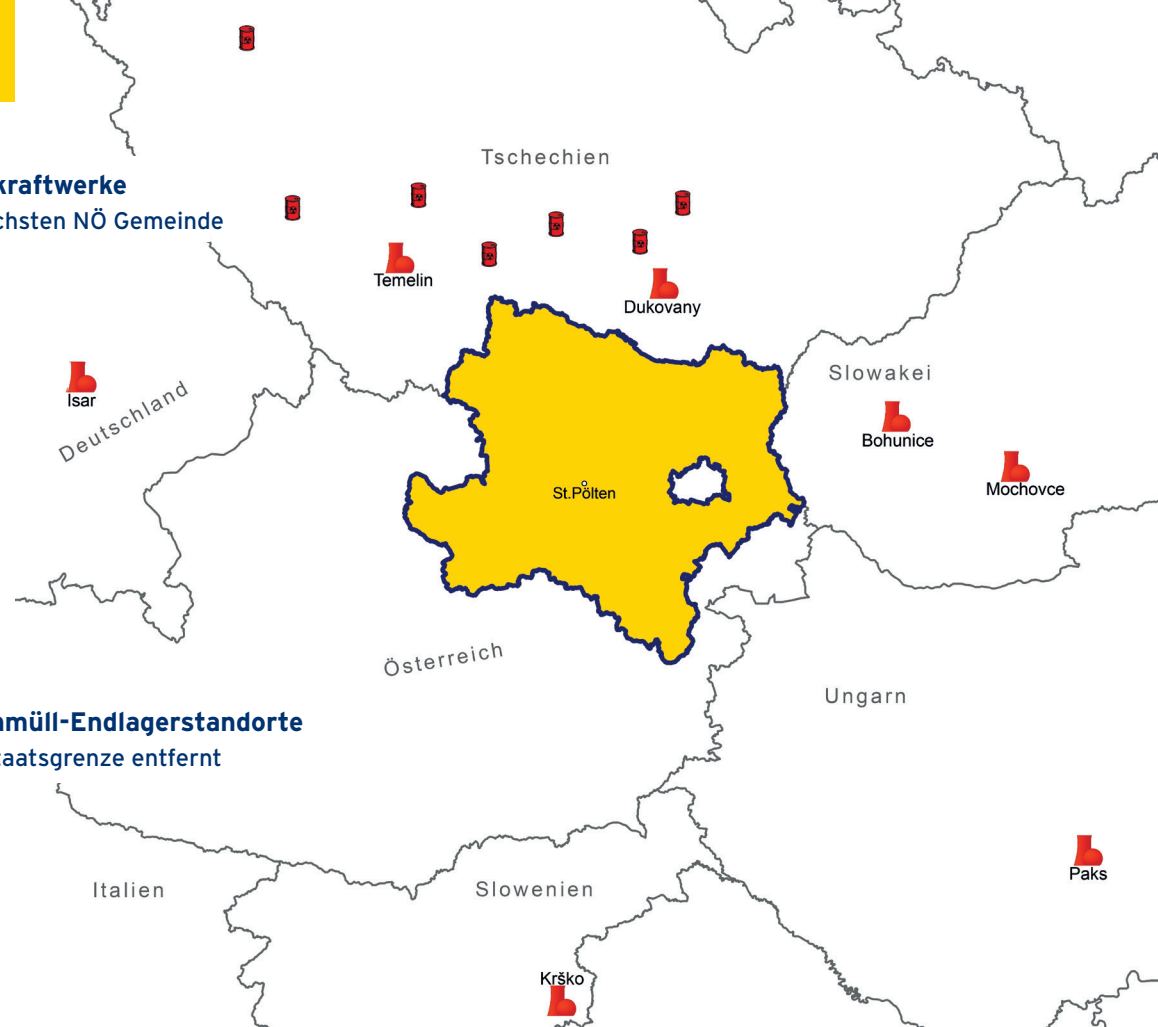 Tschechien
kraftwerke
chsten NÖ Gemeinde
Temelin
Dukovany
Slowakei
Isar
Deutschland
Bohunice
Mochovce
St.Pölten
Österreich
Ungarn
müll-Endlagerstandorte
taatsgrenze entfernt
Paks
Italien
Slowenien
Krško